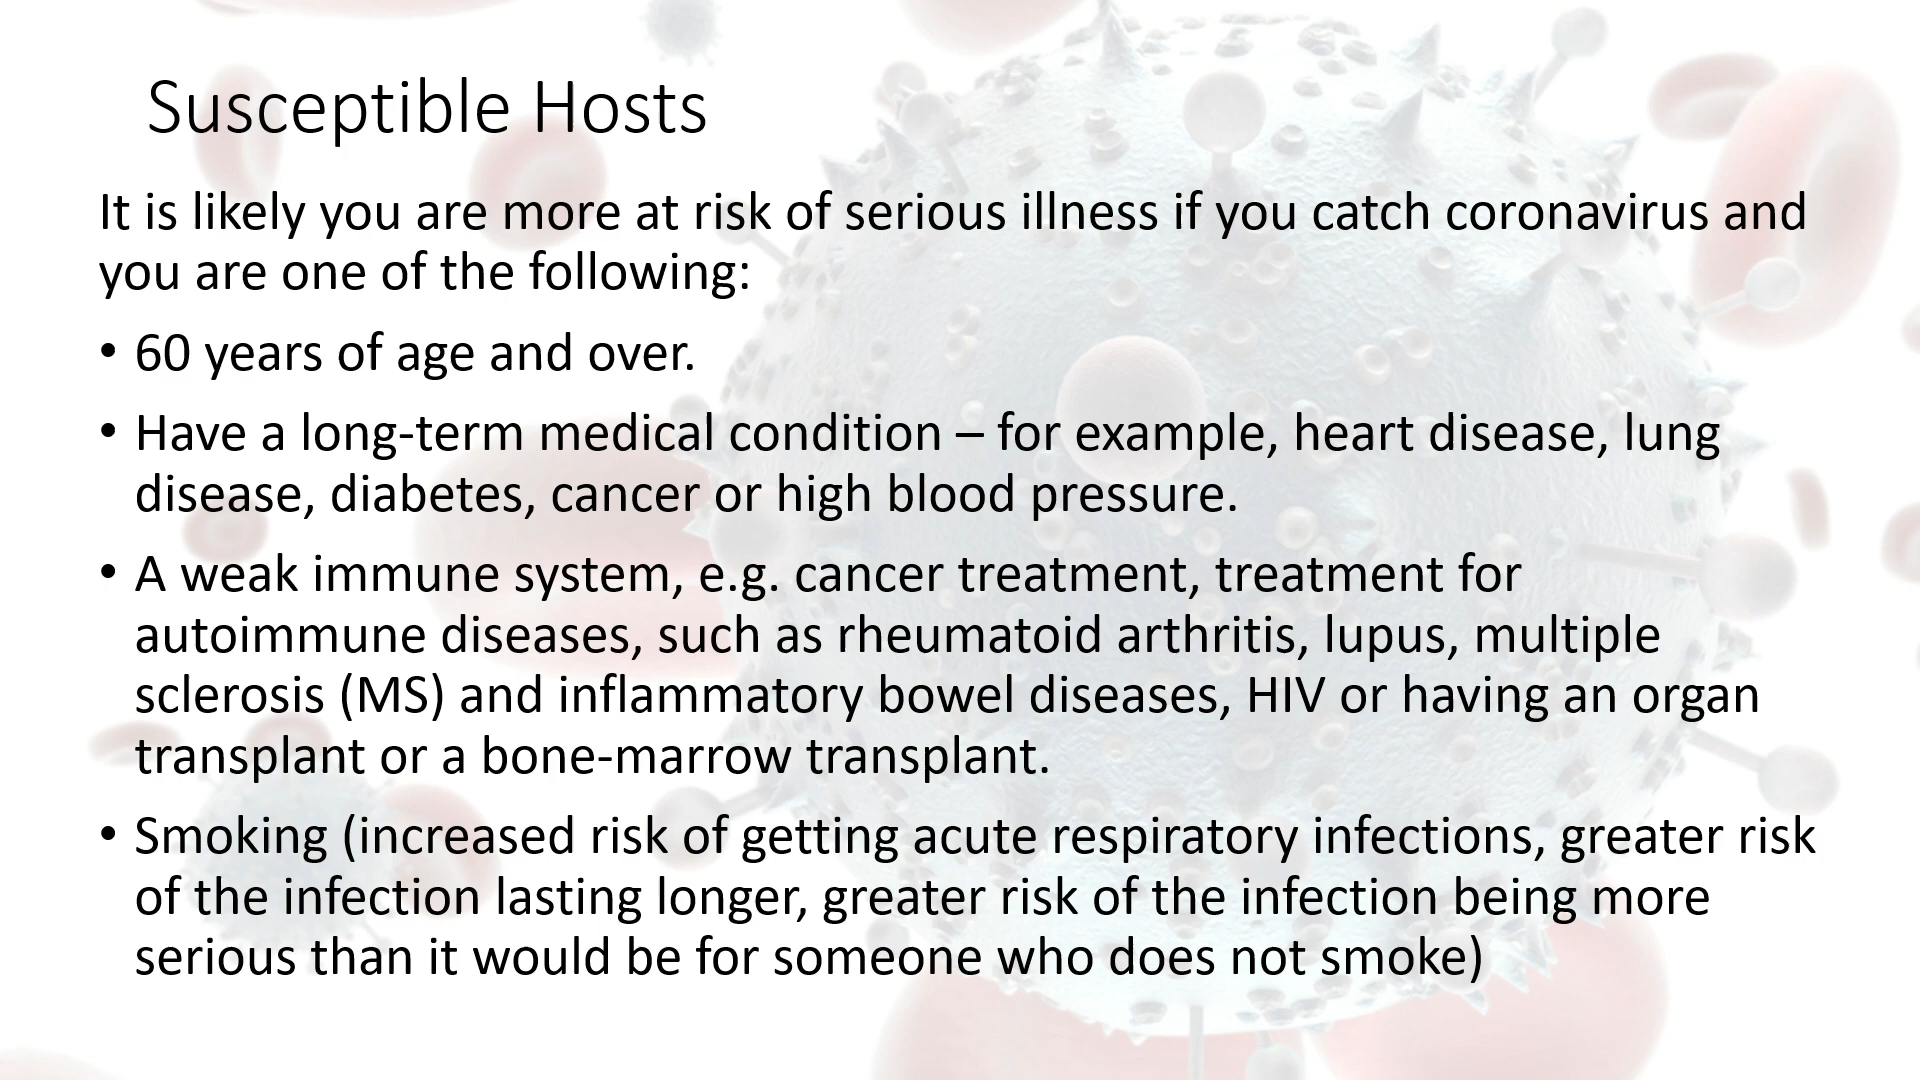 Susceptible Hosts
It is likely you are more at risk of serious illness if you catch coronavirus and
you are one of the following:
• 60 years of age and over.
• Have a long-term medical condition – for example, heart disease, lung
disease, diabetes, cancer or high blood pressure.
• A weak immune system, e.g. cancer treatment, treatment for
autoimmune diseases, such as rheumatoid arthritis, lupus, multiple
sclerosis (MS) and inflammatory bowel diseases, HIV or having an organ
transplant or a bone-marrow transplant.
• Smoking (increased risk of getting acute respiratory infections, greater risk
of the infection lasting longer, greater risk of the infection being more
serious than it would be for someone who does not smoke)